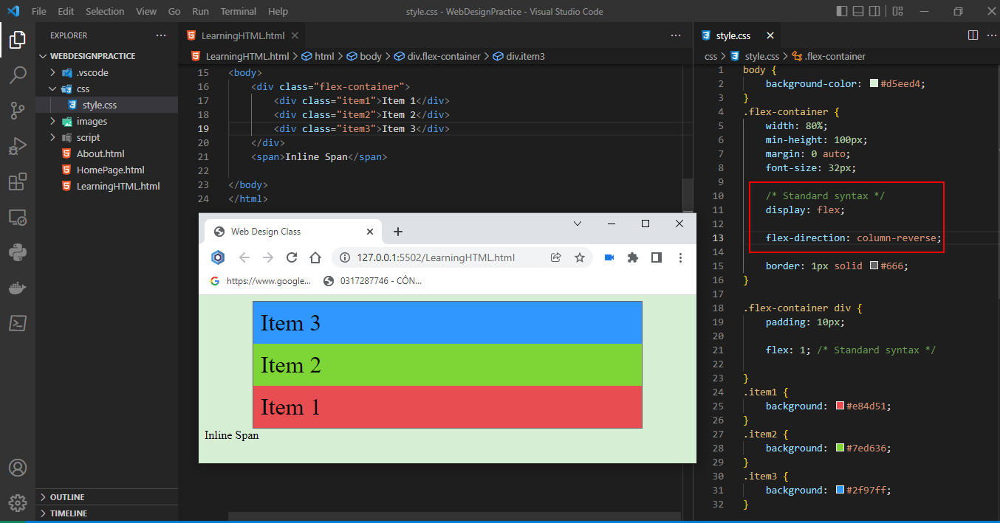 File Edit Selection View Go Run Terminal Help style.css - WebDesignPractice - Visual Studio Code
EXPLORER
WEBDESIGNPRACTICE
.vscode
css
style.css
images
script
About.html
HomePage.html
LearningHTML.html
OUTLINE
TIMELINE
LearningHTML.html
LearningHTML.html > html > body > div.flex-container > div.item3
15 <body>
16 <div class="flex-container">
17 <div class="item1">Item 1</div>
18 <div class="item2">Item 2</div>
19 <div class="item3">Item 3</div>
20 </div>
21 <span>Inline Span</span>
22
23 </body>
24 </html>
Web Design Class
127.0.0.1:5502/LearningHTML.html
https://www.google... 0317287746 - CÔN...
Item 3
Item 2
Item 1
Inline Span
style.css
css > style.css > .flex-container
1 body {
2 background-color: #d5eed4;
3 }
4 .flex-container {
5 width: 80%;
6 min-height: 100px;
7 margin: 0 auto;
8 font-size: 32px;
9
10 /* Standard syntax */
11 display: flex;
12
13 flex-direction: column-reverse;
14
15 border: 1px solid #666;
16 }
17
18 .flex-container div {
19 padding: 10px;
20
21 flex: 1; /* Standard syntax */
22
23 }
24 .item1 {
25 background: #e84d51;
26 }
27 .item2 {
28 background: #7ed636;
29 }
30 .item3 {
31 background: #2f97ff;
32 }